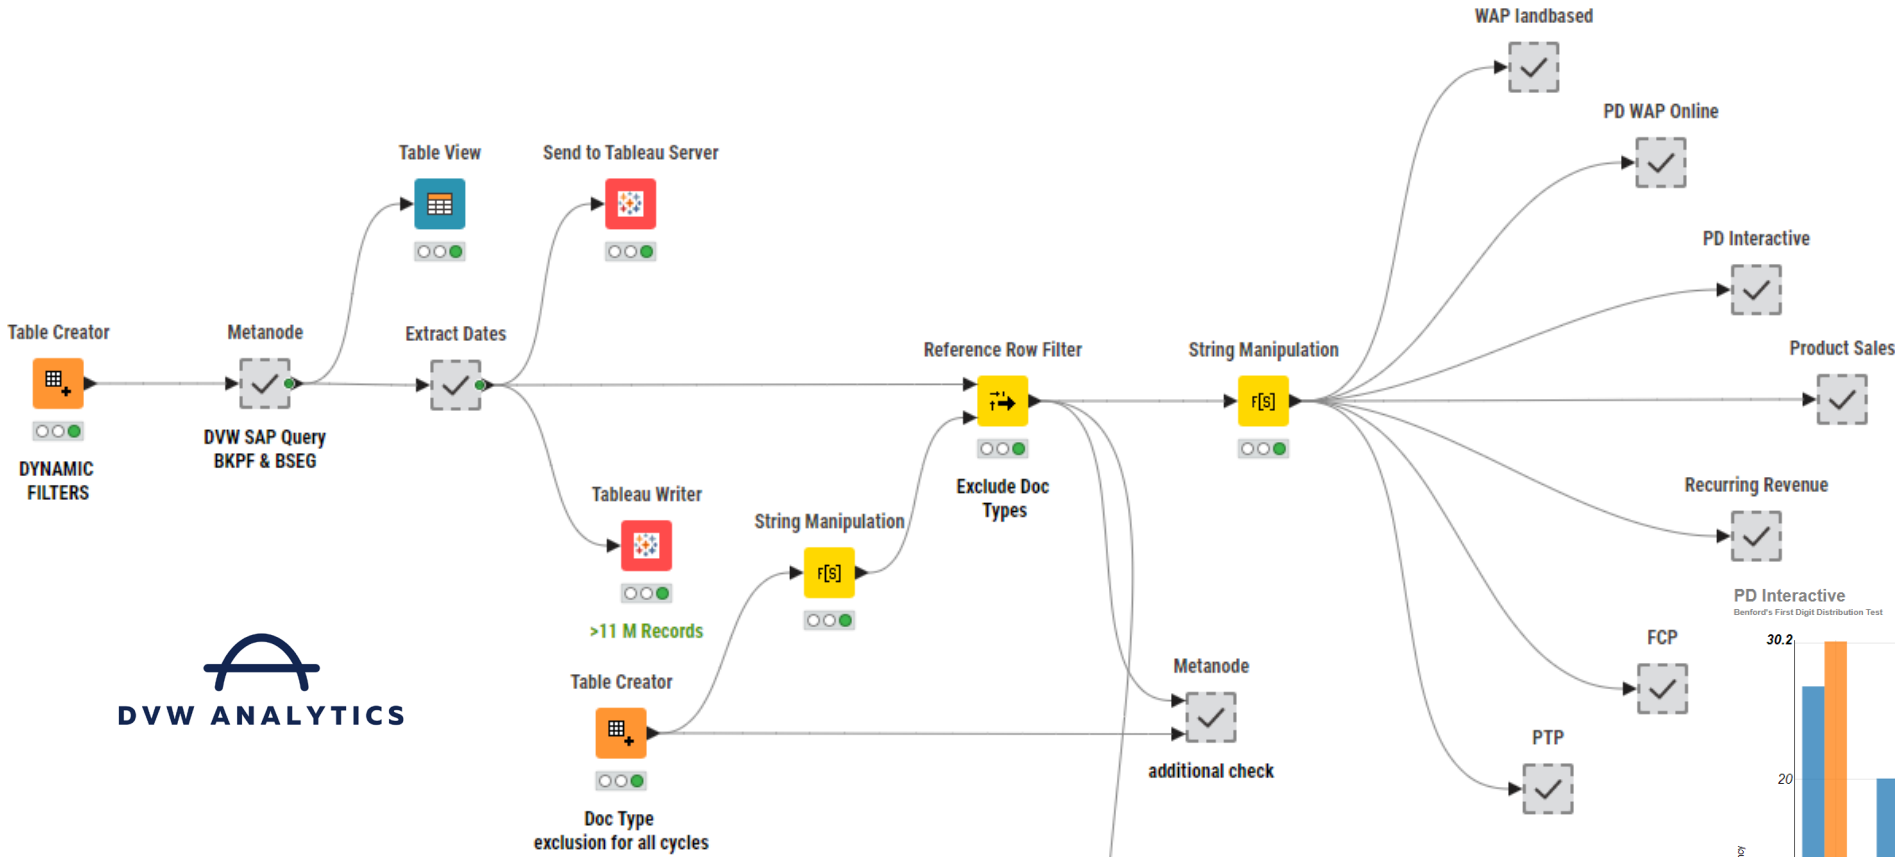 WAP landbased
PD WAP Online
Table View
Send to Tableau Server
PD Interactive
Table Creator
Metanode
Extract Dates
Reference Row Filter
String Manipulation
Product Sales
F[S]
DVW SAP Query
BKPF & BSEG
DYNAMIC
FILTERS
Exclude Doc
Types
Recurring Revenue
Tableau Writer
String Manipulation
F[S]
>11 M Records
PD Interactive
Benford's First Digit Distribution Test
30.2
20
FCP
Metanode
additional check
Table Creator
Doc Type
exclusion for all cycles
PTP
DVW ANALYTICS